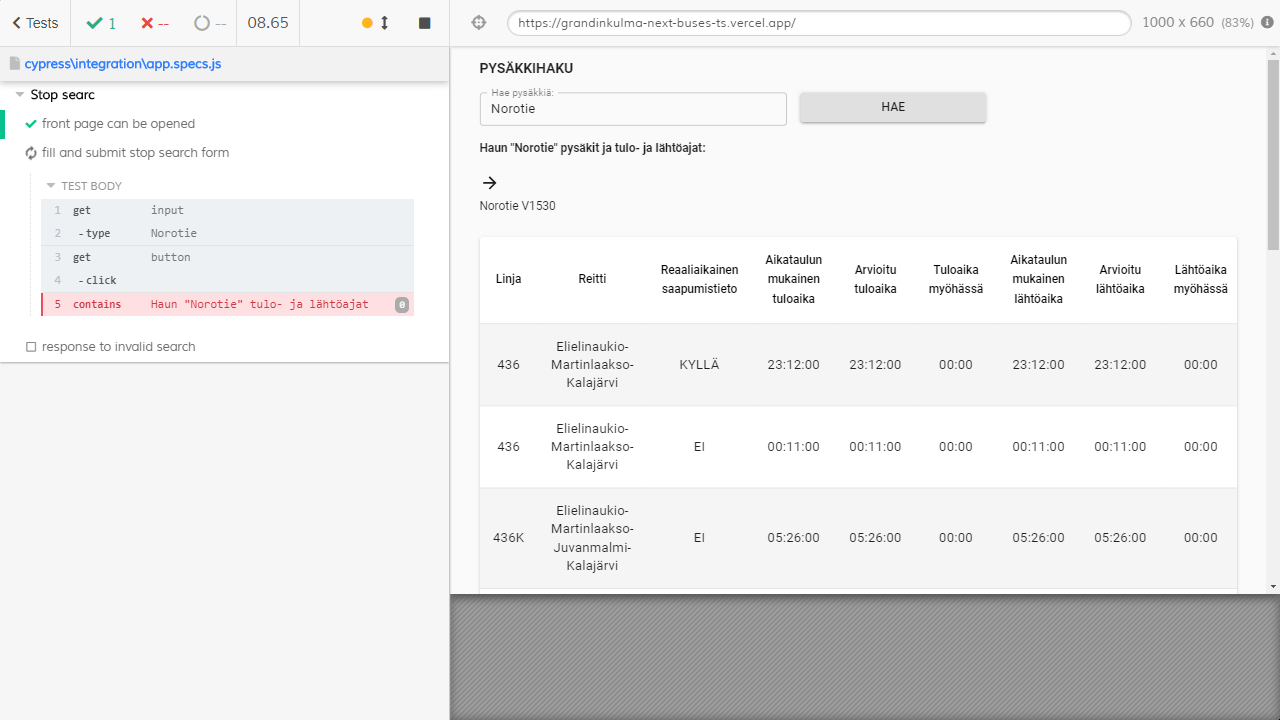 Tests
1
--
--
08.65
https://grandinkulma-next-buses-ts.vercel.app/
1000 x 660 (83%)
cypress\integration\app.specs.js
Stop searc
front page can be opened
fill and submit stop search form
TEST BODY
1 get input
2 -type Norotie
3 get button
4 -click
5 contains Haun "Norotie" tulo- ja lähtöajat 0
response to invalid search
PYSÄKKIHAKU
Hae pysäkkiä:
Norotie
HAE
Haun "Norotie" pysäkit ja tulo- ja lähtöajat:
Norotie V1530
Linja
Reitti
Reaaliaikainen
saapumistieto
Aikataulun
mukainen
tuloaika
Arvioitu
tuloaika
Tuloaika
myöhässä
Aikataulun
mukainen
lähtöaika
Arvioitu
lähtöaika
Lähtöaika
myöhässä
436
Elielinaukio-
Martinlaakso-
Kalajärvi
KYLLÄ
23:12:00
23:12:00
00:00
23:12:00
23:12:00
00:00
436
Elielinaukio-
Martinlaakso-
Kalajärvi
EI
00:11:00
00:11:00
00:00
00:11:00
00:11:00
00:00
436K
Elielinaukio-
Martinlaakso-
Juvanmalmi-
Kalajärvi
EI
05:26:00
05:26:00
00:00
05:26:00
05:26:00
00:00